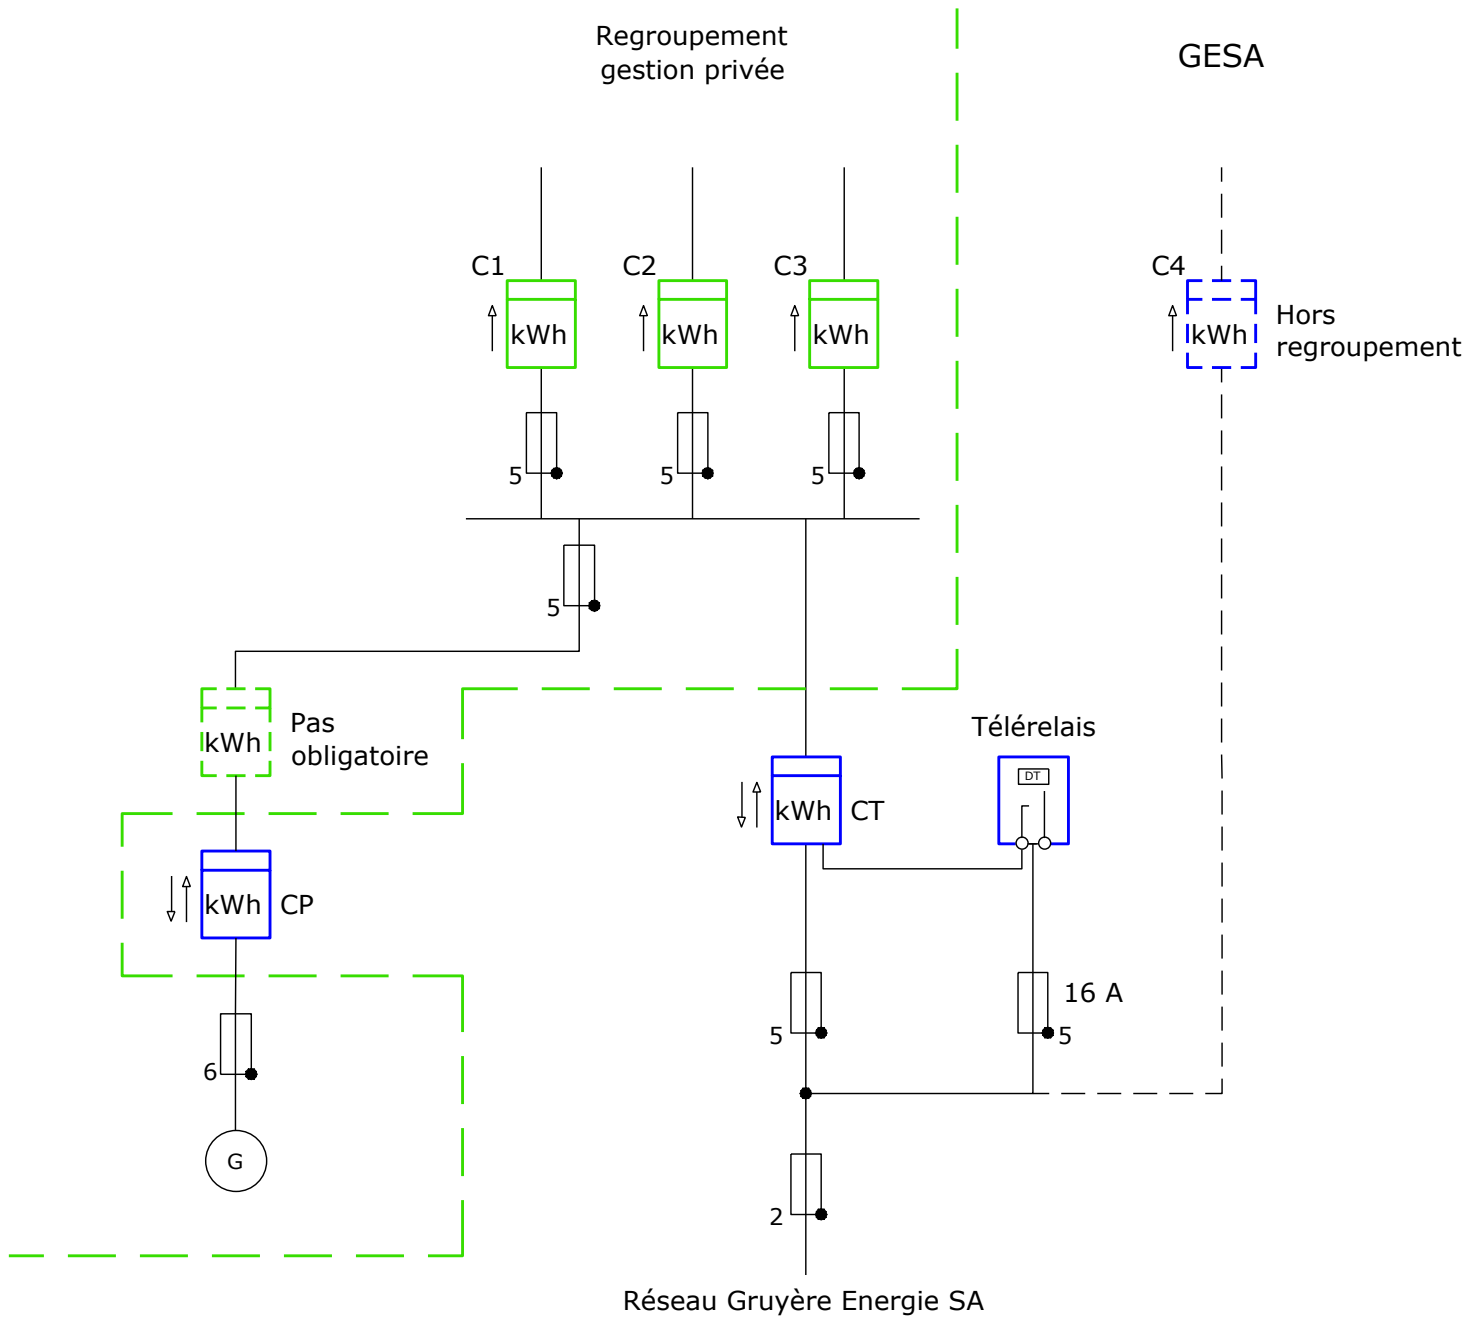 Regroupement
gestion privée
GESA
C1
C2
C3
C4
kWh
kWh
kWh
kWh
Hors
regroupement
5
5
5
5
Pas
obligatoire
kWh
Télérelais
DT
kWh
CT
kWh
CP
16 A
5
5
6
G
2
Réseau Gruyère Energie SA